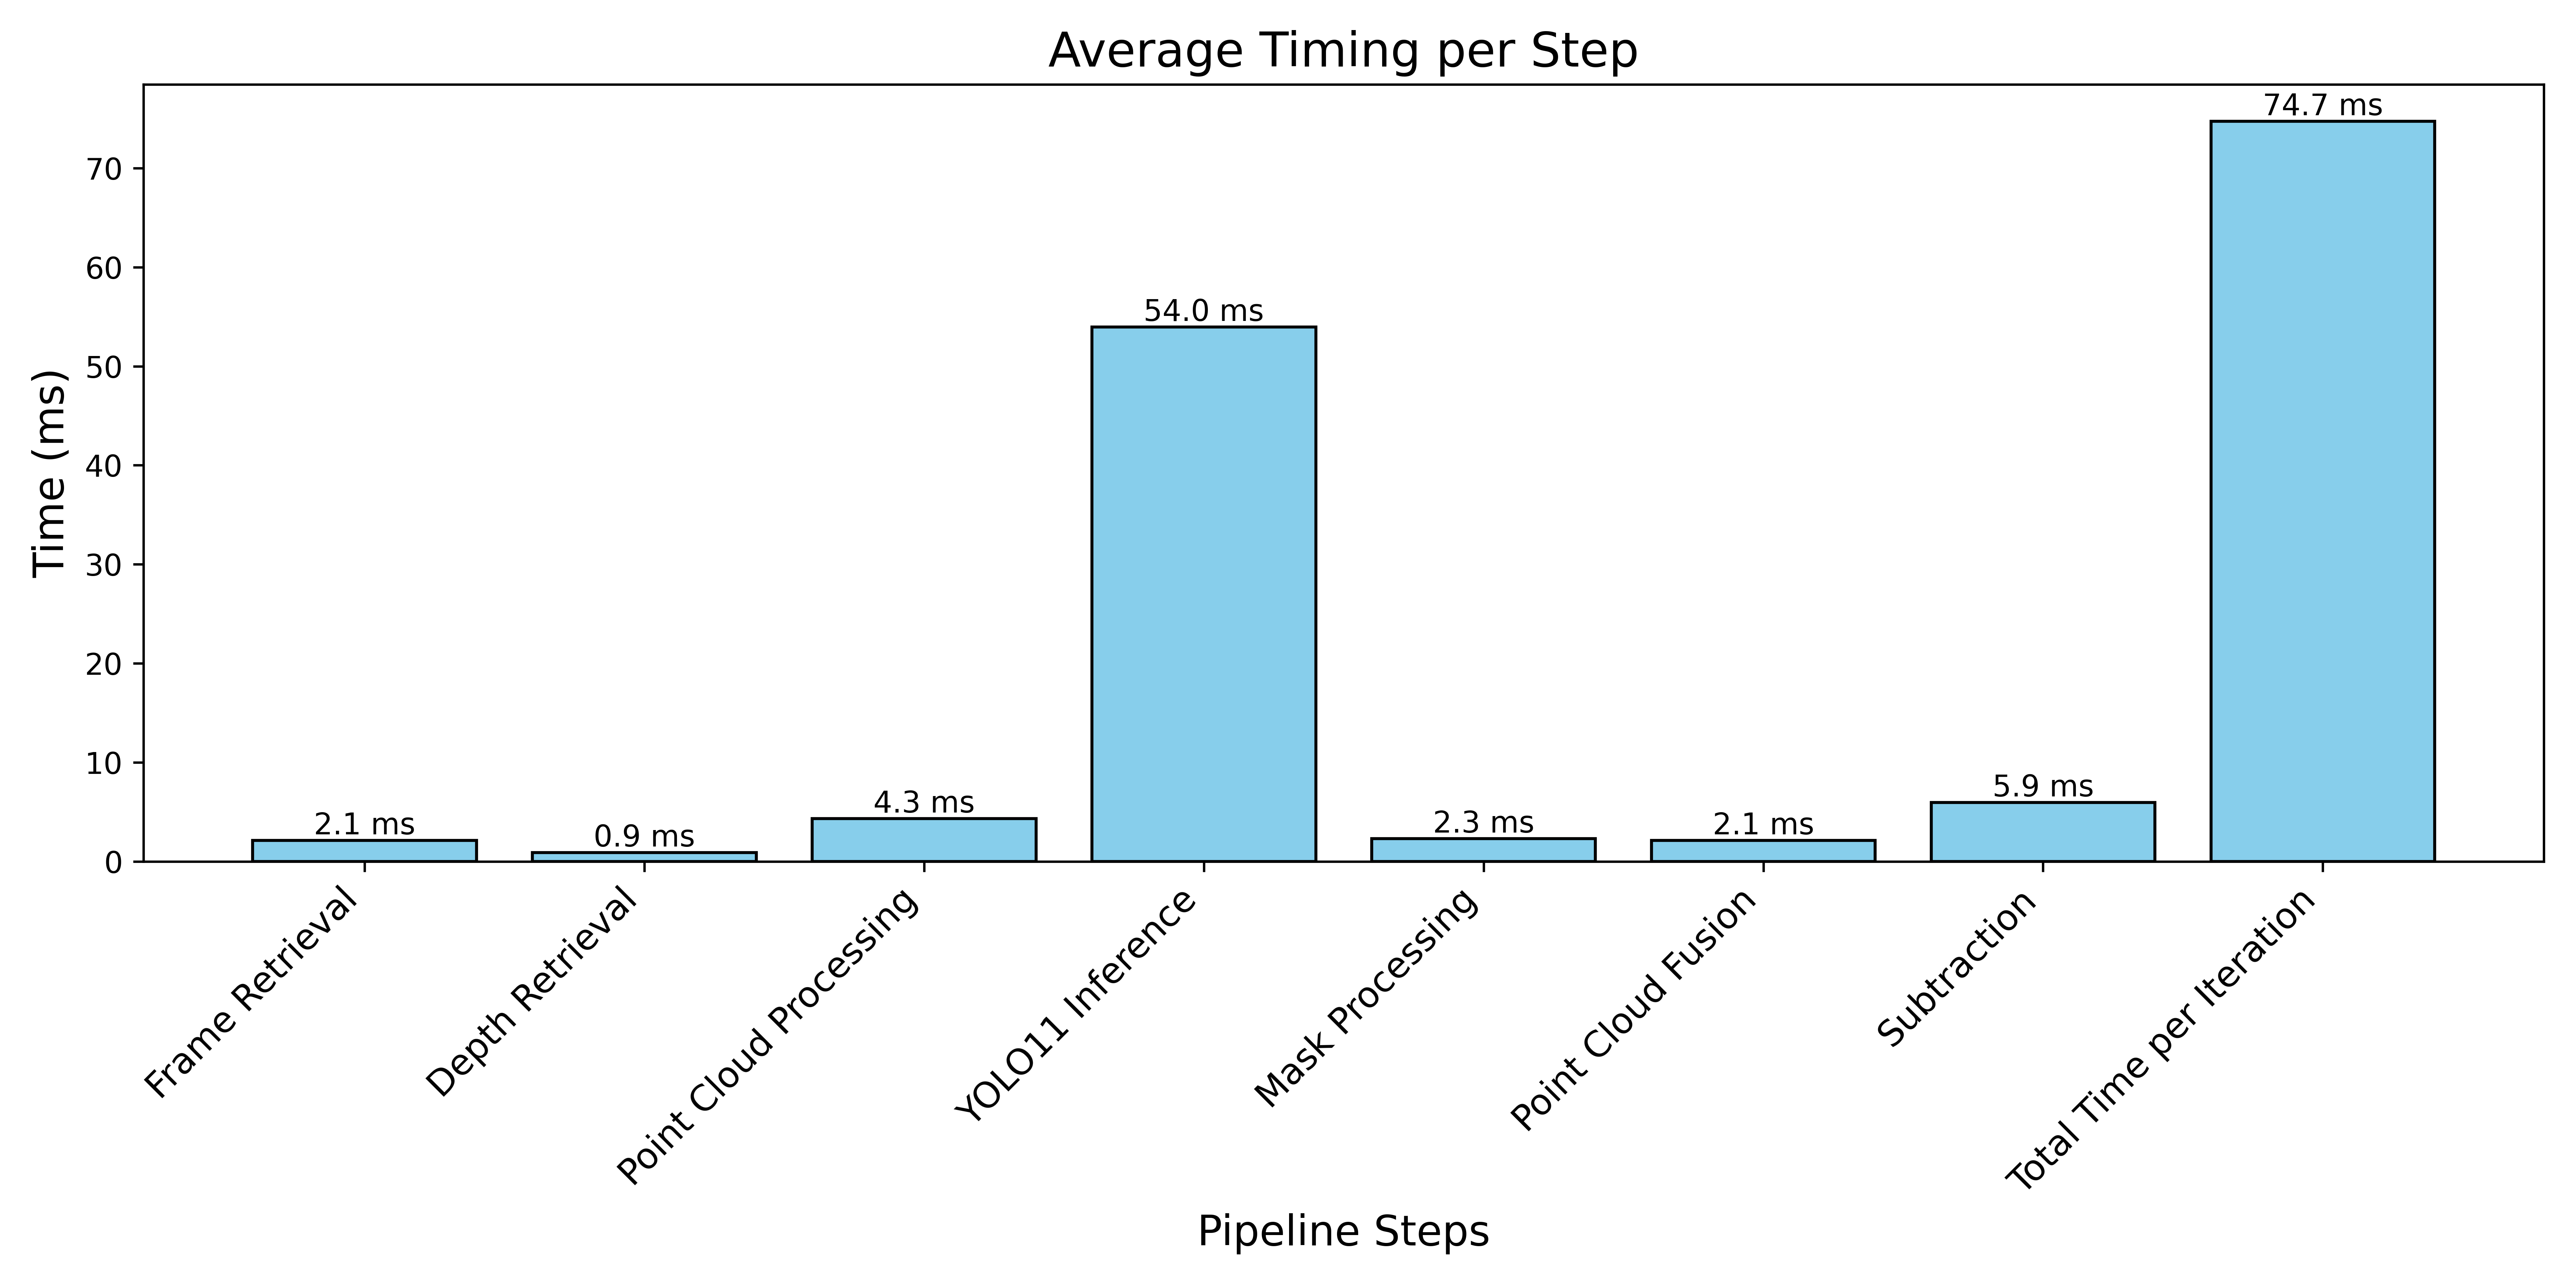 Average Timing per Step
Time (ms)
70
60
50
40
30
20
10
0
2.1 ms
0.9 ms
4.3 ms
54.0 ms
2.3 ms
2.1 ms
5.9 ms
74.7 ms
Frame Retrieval
Depth Retrieval
Point Cloud Processing
YOLO11 Inference
Mask Processing
Point Cloud Fusion
Subtraction
Total Time per Iteration
Pipeline Steps